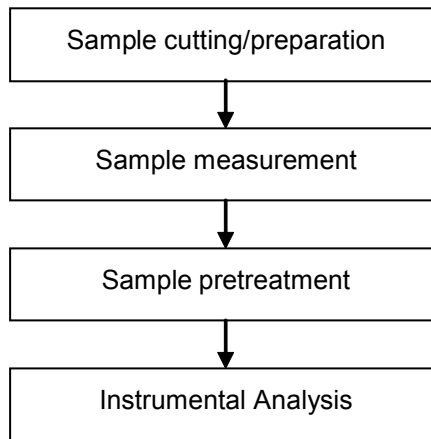 Sample cutting/preparation
Sample measurement
Sample pretreatment
Instrumental Analysis